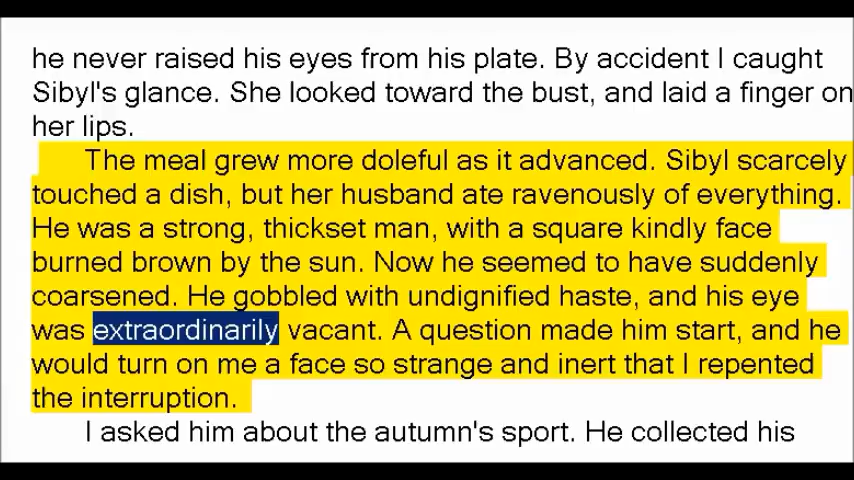 he never raised his eyes from his plate. By accident I caught
Sibyl's glance. She looked toward the bust, and laid a finger on
her lips.
The meal grew more doleful as it advanced. Sibyl scarcely
touched a dish, but her husband ate ravenously of everything.
He was a strong, thickset man, with a square kindly face
burned brown by the sun. Now he seemed to have suddenly
coarsened. He gobbled with undignified haste, and his eye
was extraordinarily vacant. A question made him start, and he
would turn on me a face so strange and inert that I repented
the interruption.
I asked him about the autumn's sport. He collected his